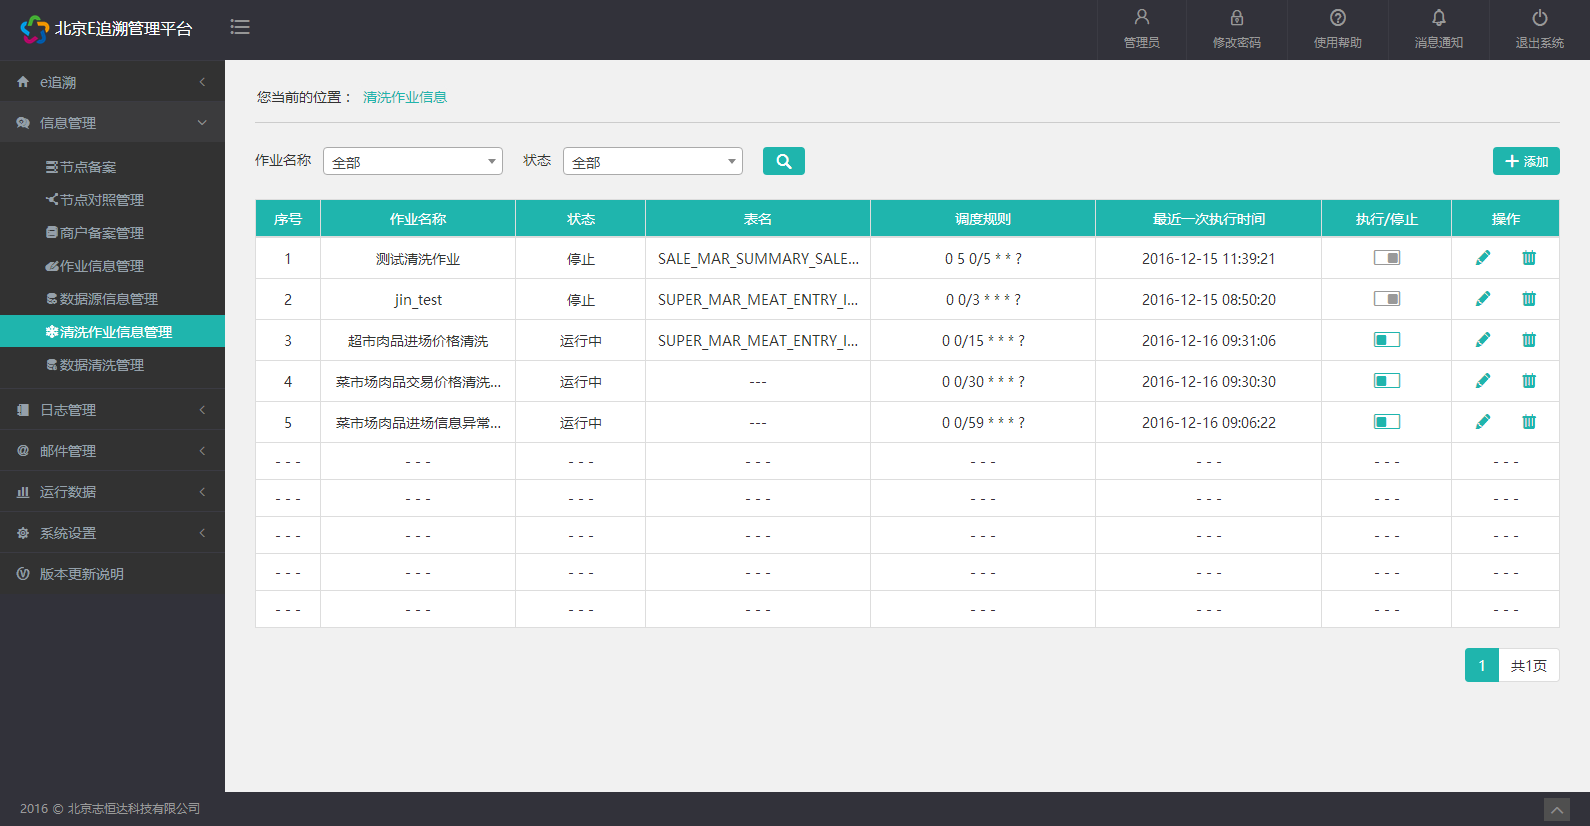 北京E追溯管理平台
管理员 修改密码 使用帮助 消息通知 退出系统
e追溯
信息管理
节点备案
节点对照管理
商户备案管理
作业信息管理
数据源信息管理
清洗作业信息管理
数据清洗管理
日志管理
邮件管理
运行数据
系统设置
版本更新说明
您当前的位置： 清洗作业信息
作业名称 全部 状态 全部 添加
序号 作业名称 状态 表名 调度规则 最近一次执行时间 执行/停止 操作
1 测试清洗作业 停止 SALE_MAR_SUMMARY_SALE... 0 5 0/5 * * ? 2016-12-15 11:39:21
2 jin_test 停止 SUPER_MAR_MEAT_ENTRY_I... 0 0/3 * * * ? 2016-12-15 08:50:20
3 超市肉品进场价格清洗 运行中 SUPER_MAR_MEAT_ENTRY_I... 0 0/15 * * * ? 2016-12-16 09:31:06
4 菜市场肉品交易价格清洗... 运行中 --- 0 0/30 * * * ? 2016-12-16 09:30:30
5 菜市场肉品进场信息异常... 运行中 --- 0 0/59 * * * ? 2016-12-16 09:06:22
- - - - - - - - - - - - - - - - - - - - - - - -
- - - - - - - - - - - - - - - - - - - - - - - -
- - - - - - - - - - - - - - - - - - - - - - - -
- - - - - - - - - - - - - - - - - - - - - - - -
- - - - - - - - - - - - - - - - - - - - - - - -
1 共1页
2016 © 北京志恒达科技有限公司